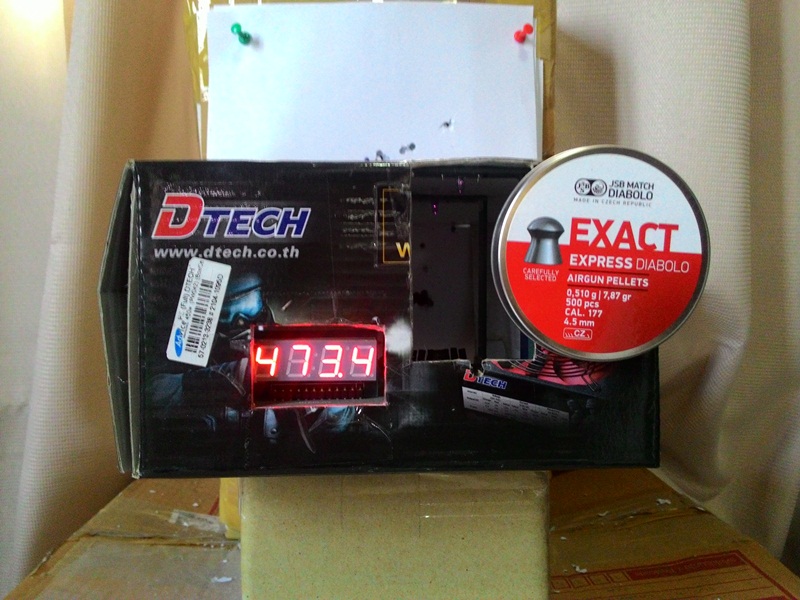 DTECH
www.dtech.co.th
W
473.4
DTECH
JSB MATCH
DIABOLO
MADE IN CZECH REPUBLIC
EXACT
EXPRESS DIABOLO
CAREFULLY
SELECTED
AIRGUN PELLETS
0,510 g | 7,87 gr
500 pcs
CAL. 177
4.5 mm
CZ